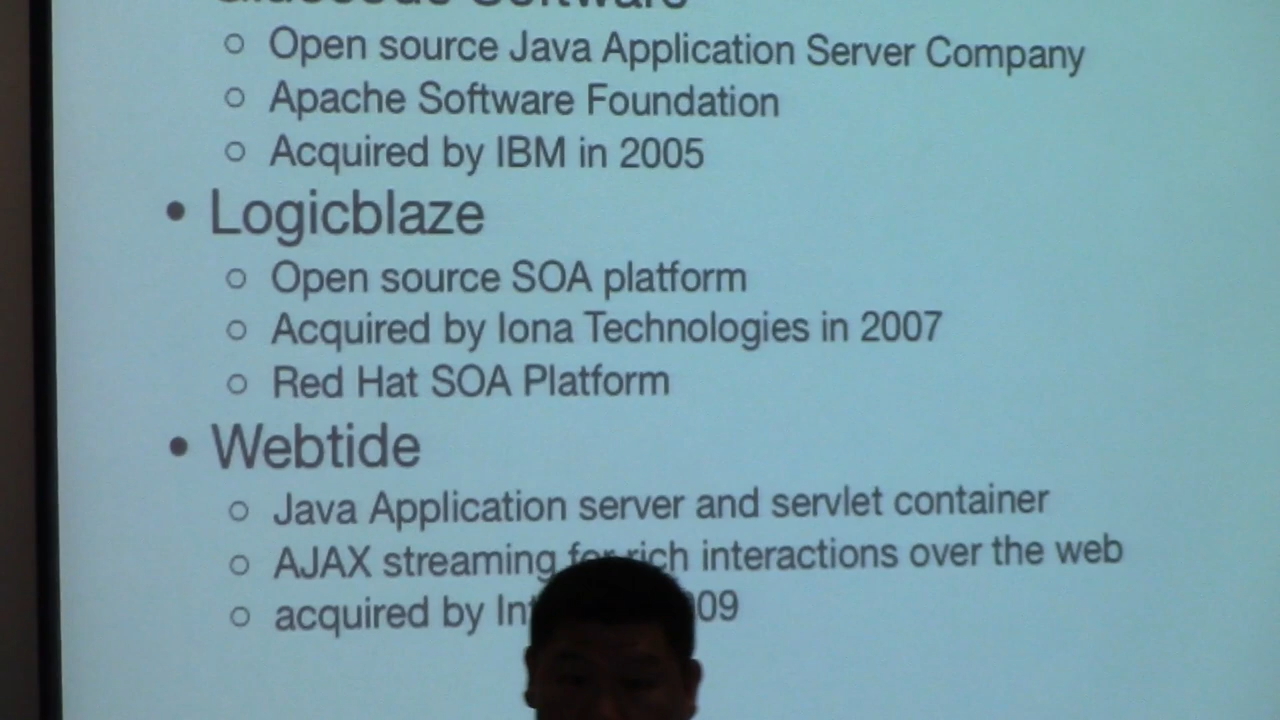 Software
○ Open source Java Application Server Company
○ Apache Software Foundation
○ Acquired by IBM in 2005
• Logicblaze
○ Open source SOA platform
○ Acquired by Iona Technologies in 2007
○ Red Hat SOA Platform
• Webtide
○ Java Application server and servlet container
○ AJAX streaming for rich interactions over the web
○ acquired by